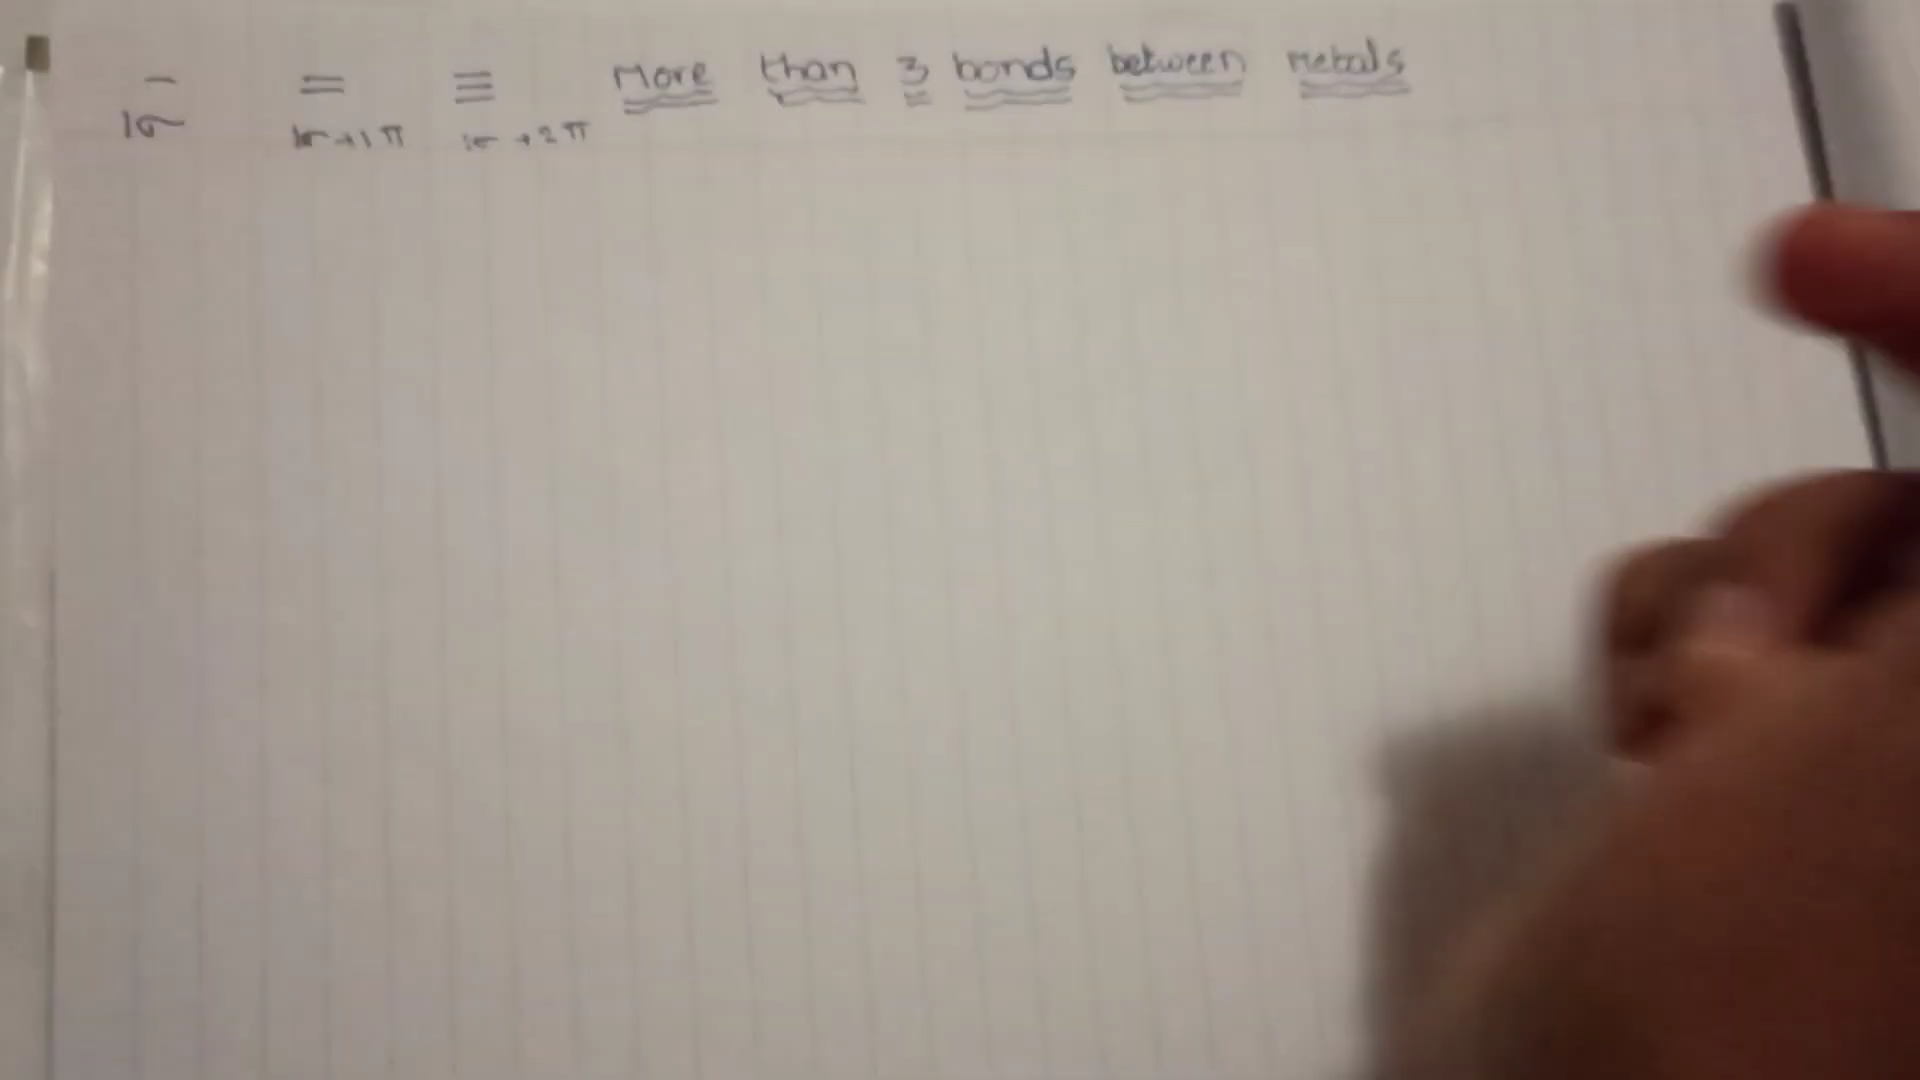 – = ≡ More than 3 bonds between metals
1σ 1σ+1π 1σ+2π